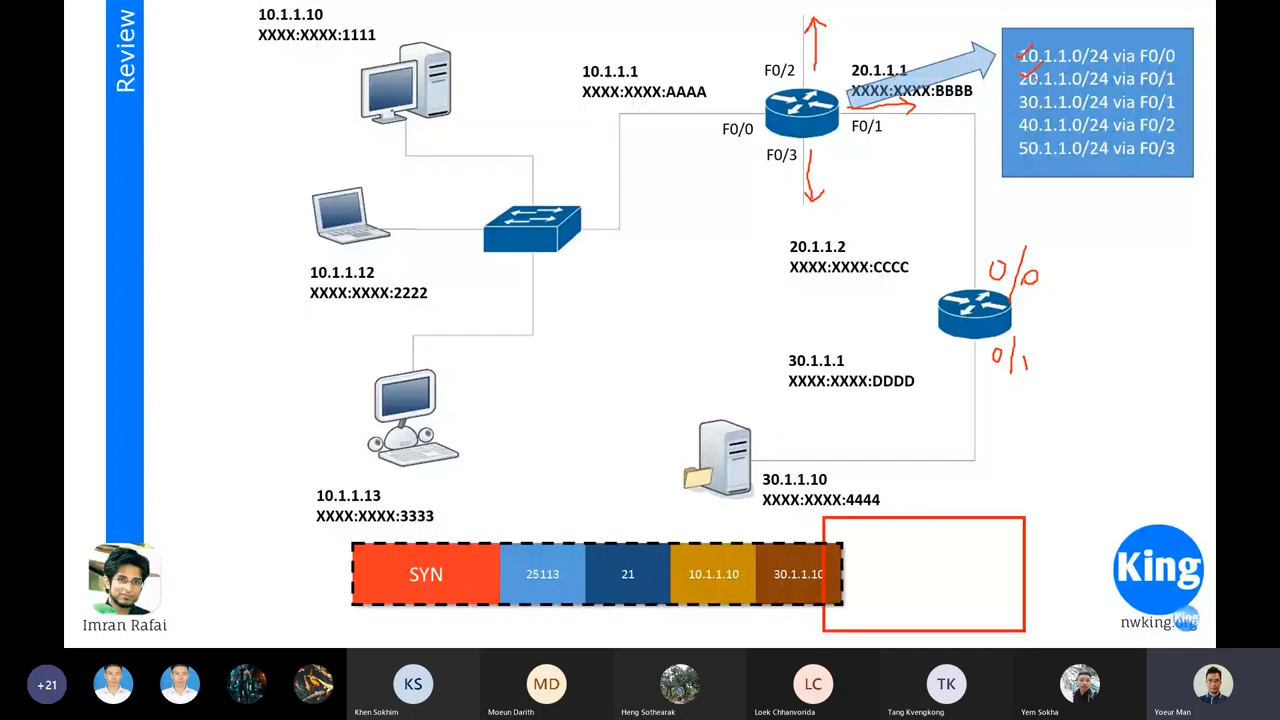 Review
10.1.1.10
XXXX:XXXX:1111
10.1.1.1
XXXX:XXXX:AAAA
F0/2
20.1.1.1
XXXX:XXXX:BBBB
F0/0
F0/1
F0/3
10.1.1.0/24 via F0/0
20.1.1.0/24 via F0/1
30.1.1.0/24 via F0/1
40.1.1.0/24 via F0/2
50.1.1.0/24 via F0/3
10.1.1.12
XXXX:XXXX:2222
20.1.1.2
XXXX:XXXX:CCCC
0/0
0/1
30.1.1.1
XXXX:XXXX:DDDD
10.1.1.13
XXXX:XXXX:3333
30.1.1.10
XXXX:XXXX:4444
SYN 25113 21 10.1.1.10 30.1.1.10
Imran Rafai
King
nwking.org
King
+21
KS
Khen Sokhim
MD
Moeun Darith
Heng Sothearak
LC
Loek Chhanvorida
TK
Tang Kvengkong
Yem Sokha
Yoeur Man